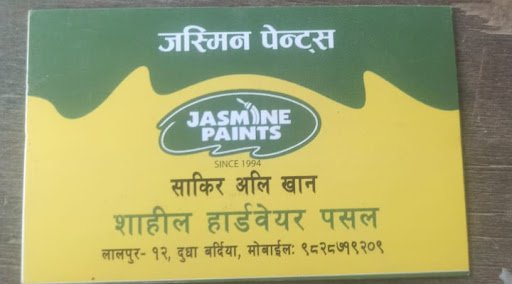 जस्मिन पेन्ट्स
JASMINE
PAINTS
SINCE 1994
साकिर अलि खान
शाहील हार्डवेयर पसल
लालपुर- १२, दुधा बर्दिया, मोबाईल: ९८२८७१९२०९